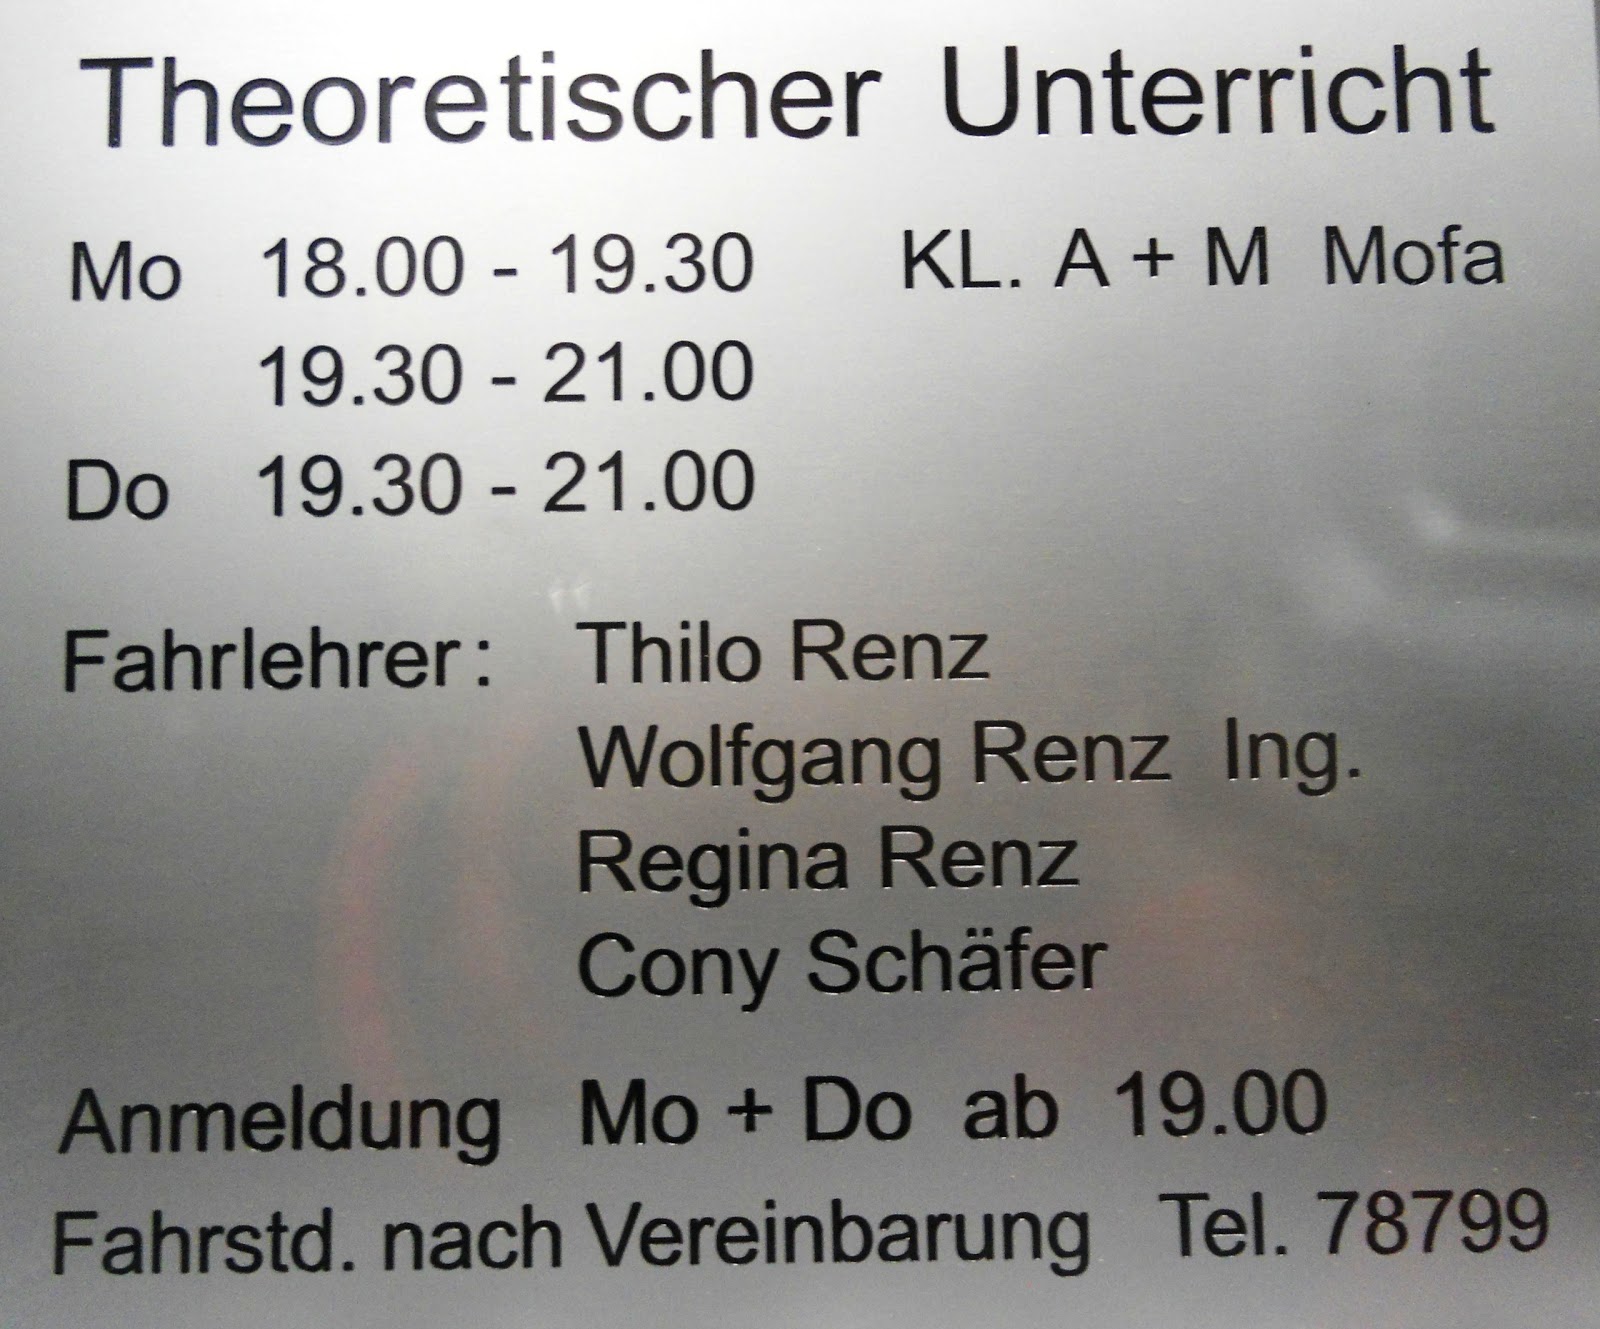 Theoretischer Unterricht
Mo 18.00 - 19.30 KL. A + M Mofa
19.30 - 21.00
Do 19.30 - 21.00
Fahrlehrer: Thilo Renz
Wolfgang Renz Ing.
Regina Renz
Cony Schäfer
Anmeldung Mo + Do ab 19.00
Fahrstd. nach Vereinbarung Tel. 78799